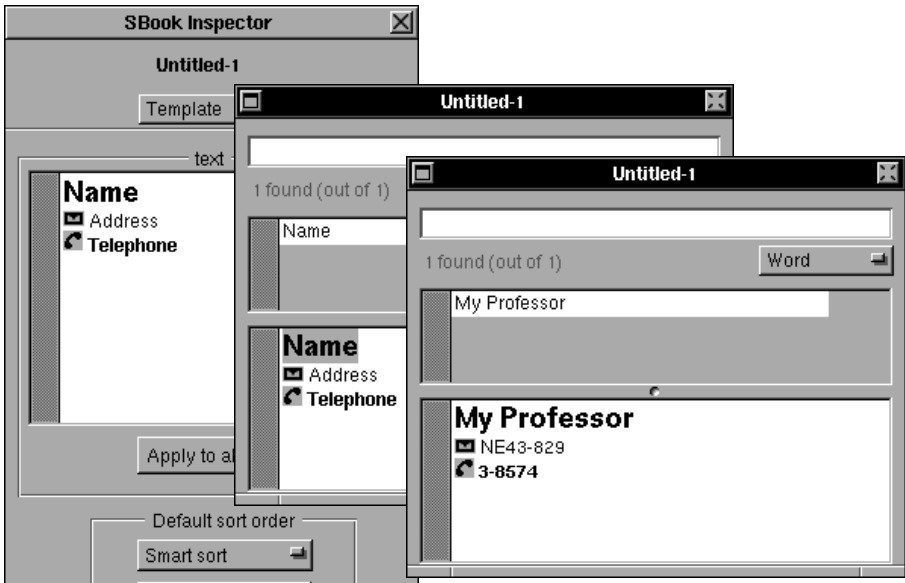 SBook Inspector
Untitled-1
Template
text
Name
Address
Telephone
Apply to al
Default sort order
Smart sort
Untitled-1
1 found (out of 1)
Name
Name
Address
Telephone
Untitled-1
1 found (out of 1)
Word
My Professor
My Professor
NE43-829
3-8574